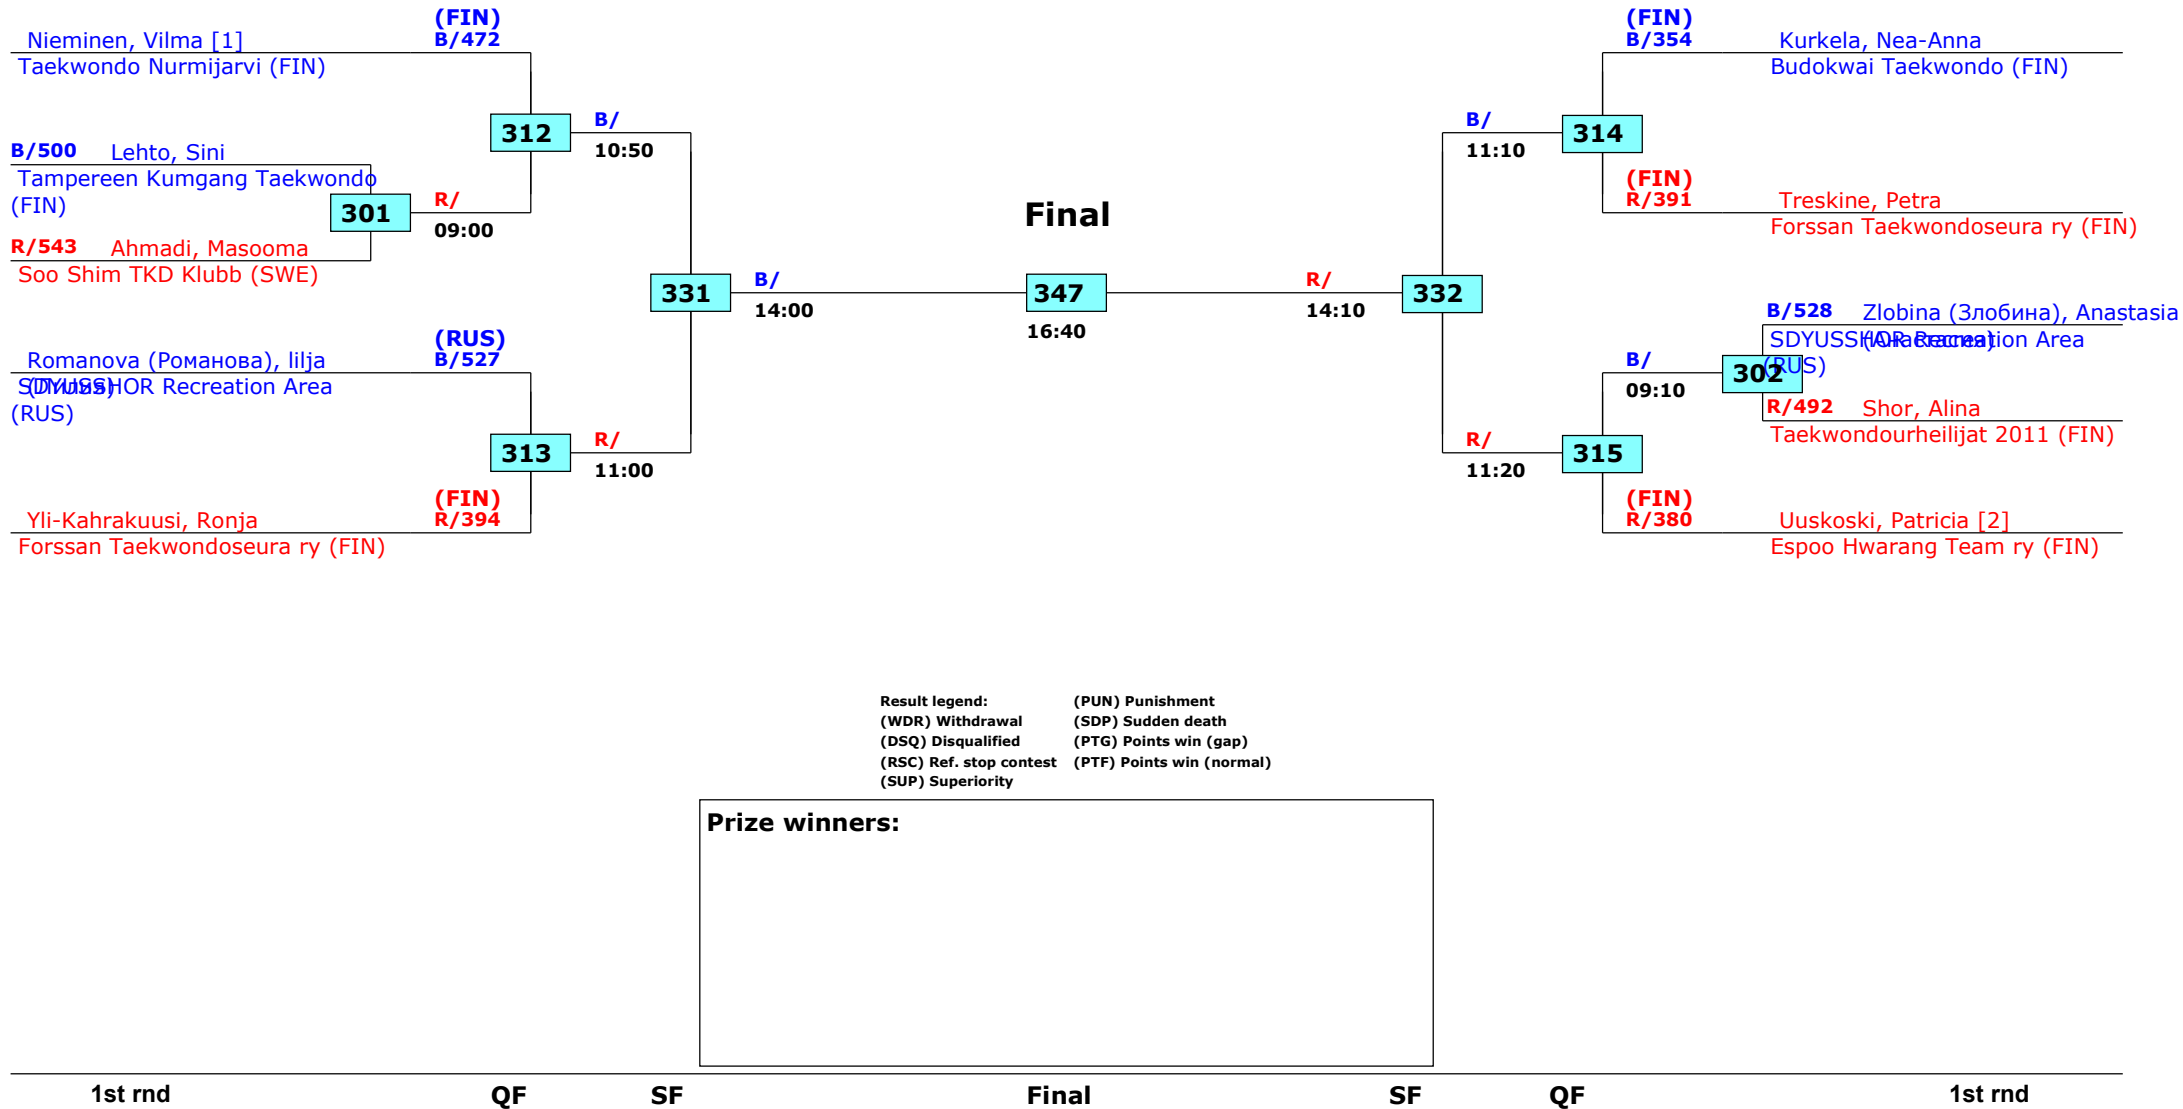 (FIN)
B/472
Nieminen, Vilma [1]
Taekwondo Nurmijarvi (FIN)
312
B/
10:50
B/500 Lehto, Sini
Tampereen Kumgang Taekwondo
(FIN)
301
R/
09:00
R/543 Ahmadi, Masooma
Soo Shim TKD Klubb (SWE)
331
B/
14:00
(RUS)
B/527
Romanova (Романова), lilja
SDYUSSHOR Recreation Area
(RUS)
313
R/
11:00
(FIN)
R/394
Yli-Kahrakuusi, Ronja
Forssan Taekwondoseura ry (FIN)
Final
347
16:40
(FIN)
B/354
Kurkela, Nea-Anna
Budokwai Taekwondo (FIN)
B/
11:10
314
(FIN)
R/391
Treskine, Petra
Forssan Taekwondoseura ry (FIN)
R/
14:10
332
B/528 Zlobina (Злобина), Anastasia
SDYUSSHOR Recreation Area
(RUS)
B/
09:10
302
R/492 Shor, Alina
Taekwondourheilijat 2011 (FIN)
R/
11:20
315
(FIN)
R/380
Uuskoski, Patricia [2]
Espoo Hwarang Team ry (FIN)
Result legend:
(WDR) Withdrawal
(DSQ) Disqualified
(RSC) Ref. stop contest
(SUP) Superiority
(PUN) Punishment
(SDP) Sudden death
(PTG) Points win (gap)
(PTF) Points win (normal)
Prize winners:
1st rnd QF SF Final SF QF 1st rnd